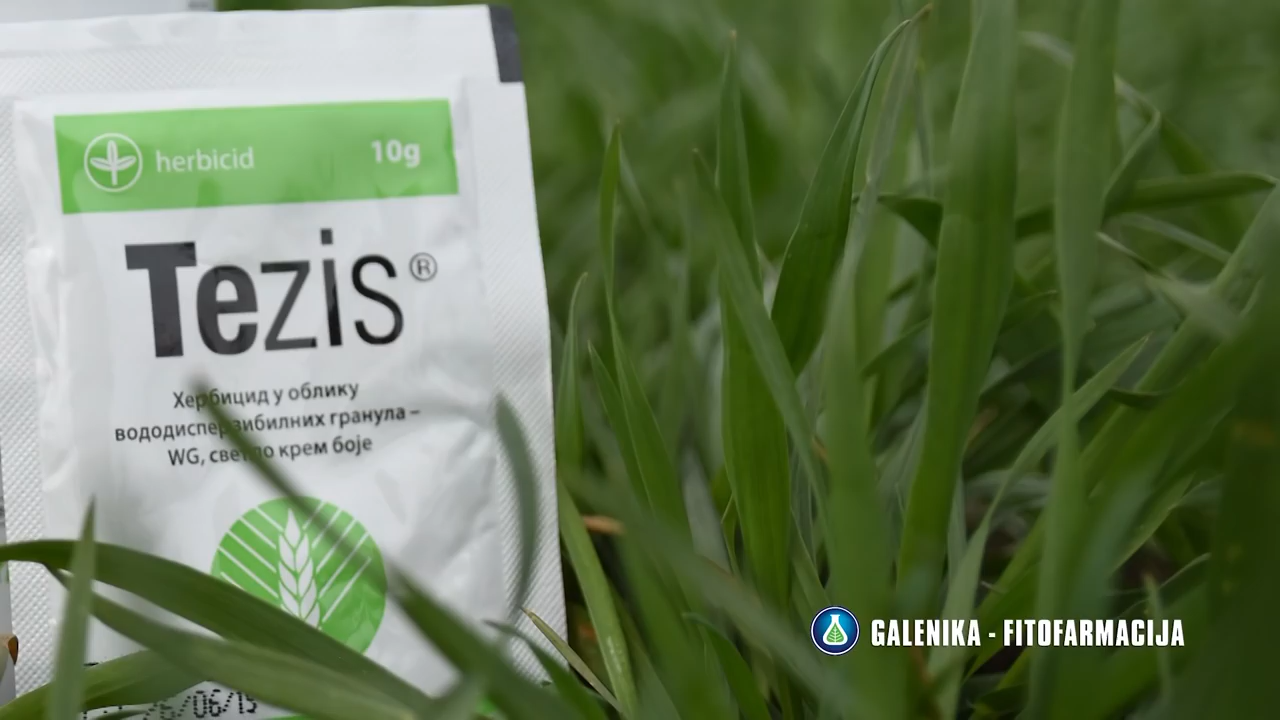 herbicid
10g
Tezis®
Хербицид у облику
вододисперзибилних гранула –
WG, светло крем боје
GALENIKA - FITOFARMACIJA